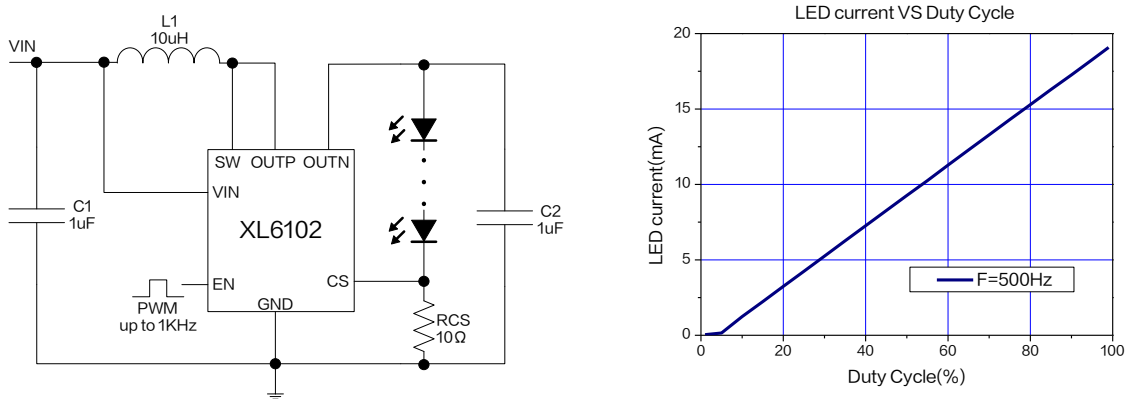 L1
10uH
VIN
SW OUTP OUTN
VIN
C1
1uF
XL6102
C2
1uF
EN
CS
PWM
up to 1KHz
GND
RCS
10Ω
LED current VS Duty Cycle
20
15
10
5
0
LED current(mA)
F=500Hz
0 20 40 60 80 100
Duty Cycle(%)